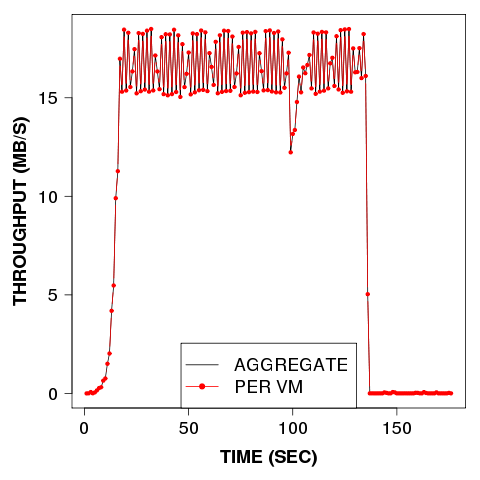 THROUGHPUT (MB/S)
15
10
5
0
AGGREGATE
PER VM
0 50 100 150
TIME (SEC)